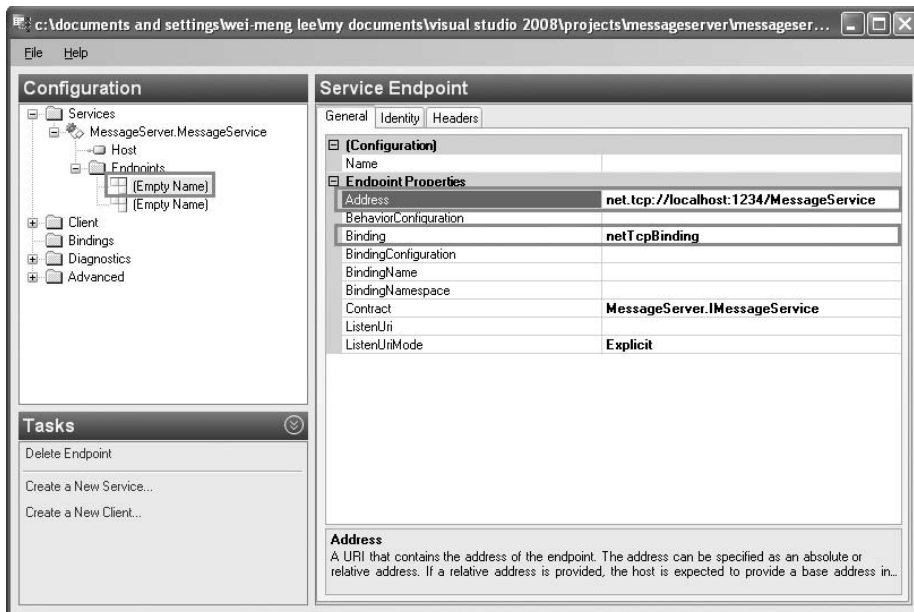 c:\documents and settings\wei-meng lee\my documents\visual studio 2008\projects\messageserver\messageser...
File Help
Configuration
Services
MessageServer.MessageService
Host
Endpoints
(Empty Name)
(Empty Name)
Client
Bindings
Diagnostics
Advanced
Tasks
Delete Endpoint
Create a New Service...
Create a New Client...
Service Endpoint
General Identity Headers
(Configuration)
Name
Endpoint Properties
Address net.tcp://localhost:1234/MessageService
BehaviorConfiguration
Binding netTcpBinding
BindingConfiguration
BindingName
BindingNamespace
Contract MessageServer.IMessageService
ListenUri
ListenUriMode Explicit
Address
A URI that contains the address of the endpoint. The address can be specified as an absolute or
relative address. If a relative address is provided, the host is expected to provide a base address in...